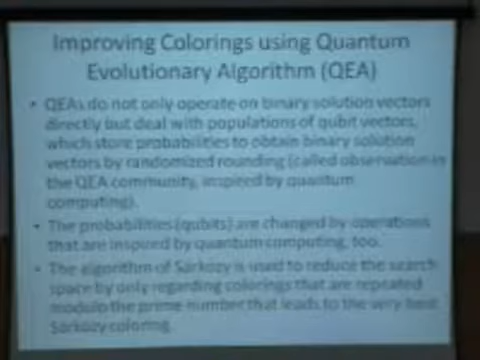 Improving Colorings using Quantum
Evolutionary Algorithm (QEA)
• QEAs do not only operate on binary solution vectors
directly but deal with populations of qubit vectors,
which store probabilities to obtain binary solution
vectors by randomized rounding (called observation in
the QEA community, inspired by quantum
computing).
• The probabilities (qubits) are changed by operations
that are inspired by quantum computing, too.
• The algorithm of Sarkozy is used to reduce the search
space by only regarding colorings that are repeated
modulo the prime number that leads to the very best
Sarkozy coloring.